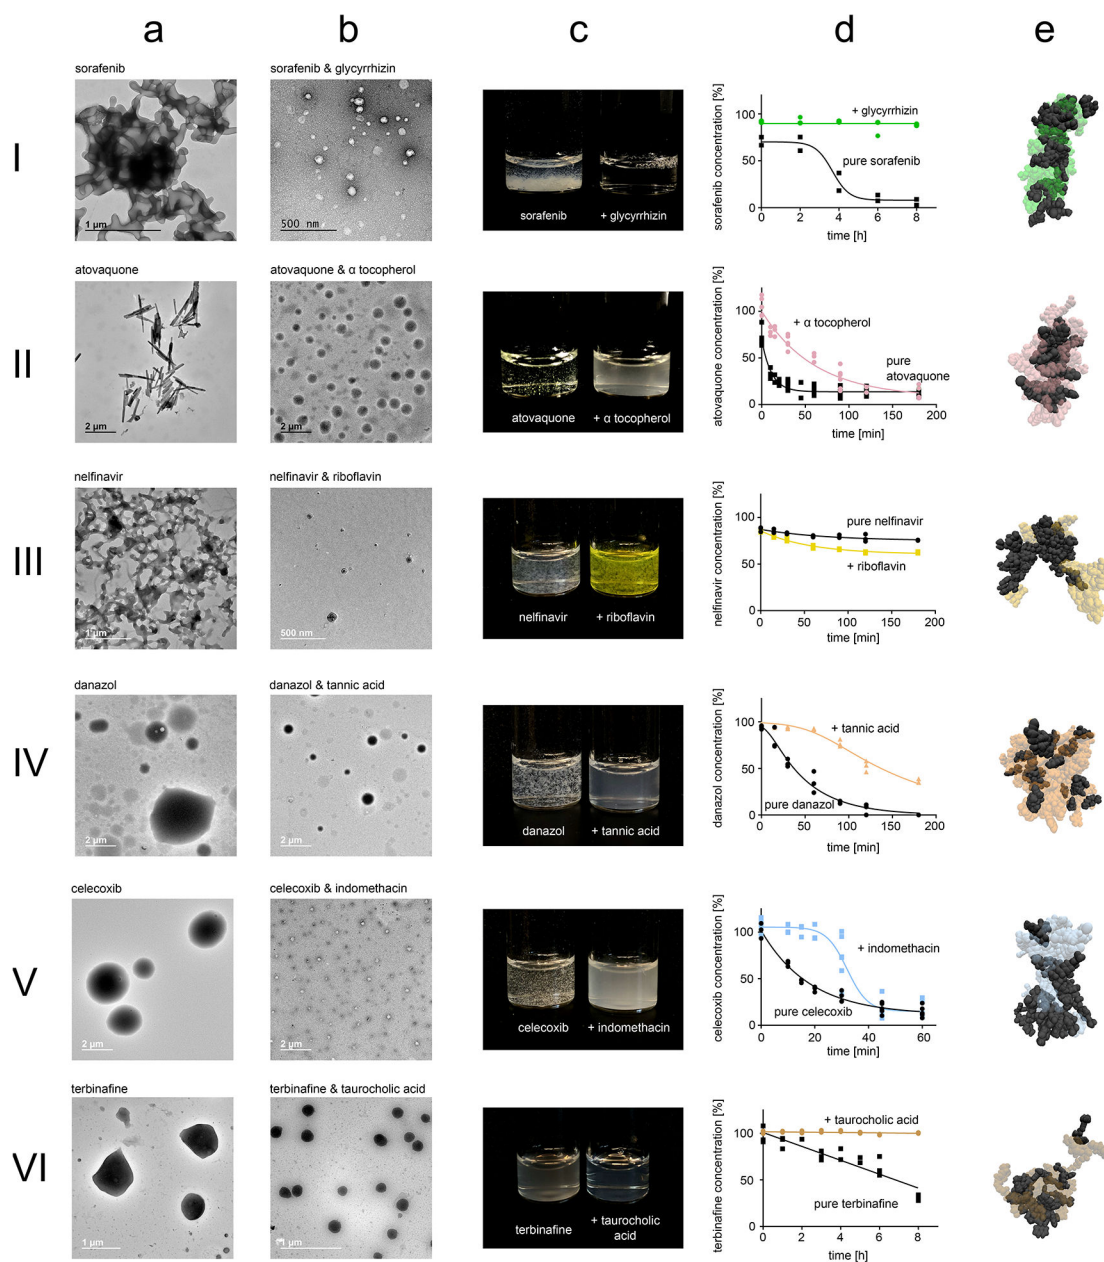 a b c d e
I
sorafenib
1 µm
sorafenib & glycyrrhizin
500 nm
sorafenib + glycyrrhizin
sorafenib concentration [%]
100
50
0
+ glycyrrhizin
pure sorafenib
0 2 4 6 8
time [h]
II
atovaquone
2 µm
atovaquone & α tocopherol
2 µm
atovaquone + α tocopherol
atovaquone concentration [%]
100
50
0
+ α tocopherol
pure
atovaquone
0 50 100 150 200
time [min]
III
nelfinavir
1 µm
nelfinavir & riboflavin
500 nm
nelfinavir + riboflavin
nelfinavir concentration [%]
100
50
0
pure nelfinavir
+ riboflavin
0 50 100 150 200
time [min]
IV
danazol
2 µm
danazol & tannic acid
2 µm
danazol + tannic acid
danazol concentration [%]
100
50
0
+ tannic acid
pure danazol
0 50 100 150 200
time [min]
V
celecoxib
2 µm
celecoxib & indomethacin
2 µm
celecoxib + indomethacin
celecoxib concentration [%]
100
50
0
+ indomethacin
pure celecoxib
0 20 40 60
time [min]
VI
terbinafine
1 µm
terbinafine & taurocholic acid
1 µm
terbinafine + taurocholic
acid
terbinafine concentration [%]
100
50
0
+ taurocholic acid
pure terbinafine
0 2 4 6 8
time [h]